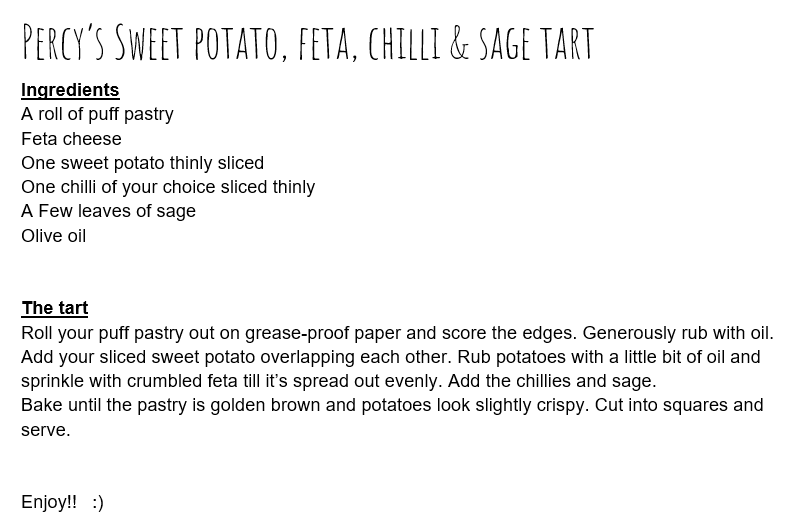 Percy's Sweet potato, feta, chilli & sage tart
Ingredients
A roll of puff pastry
Feta cheese
One sweet potato thinly sliced
One chilli of your choice sliced thinly
A Few leaves of sage
Olive oil
The tart
Roll your puff pastry out on grease-proof paper and score the edges. Generously rub with oil.
Add your sliced sweet potato overlapping each other. Rub potatoes with a little bit of oil and
sprinkle with crumbled feta till it's spread out evenly. Add the chillies and sage.
Bake until the pastry is golden brown and potatoes look slightly crispy. Cut into squares and
serve.
Enjoy!! :)